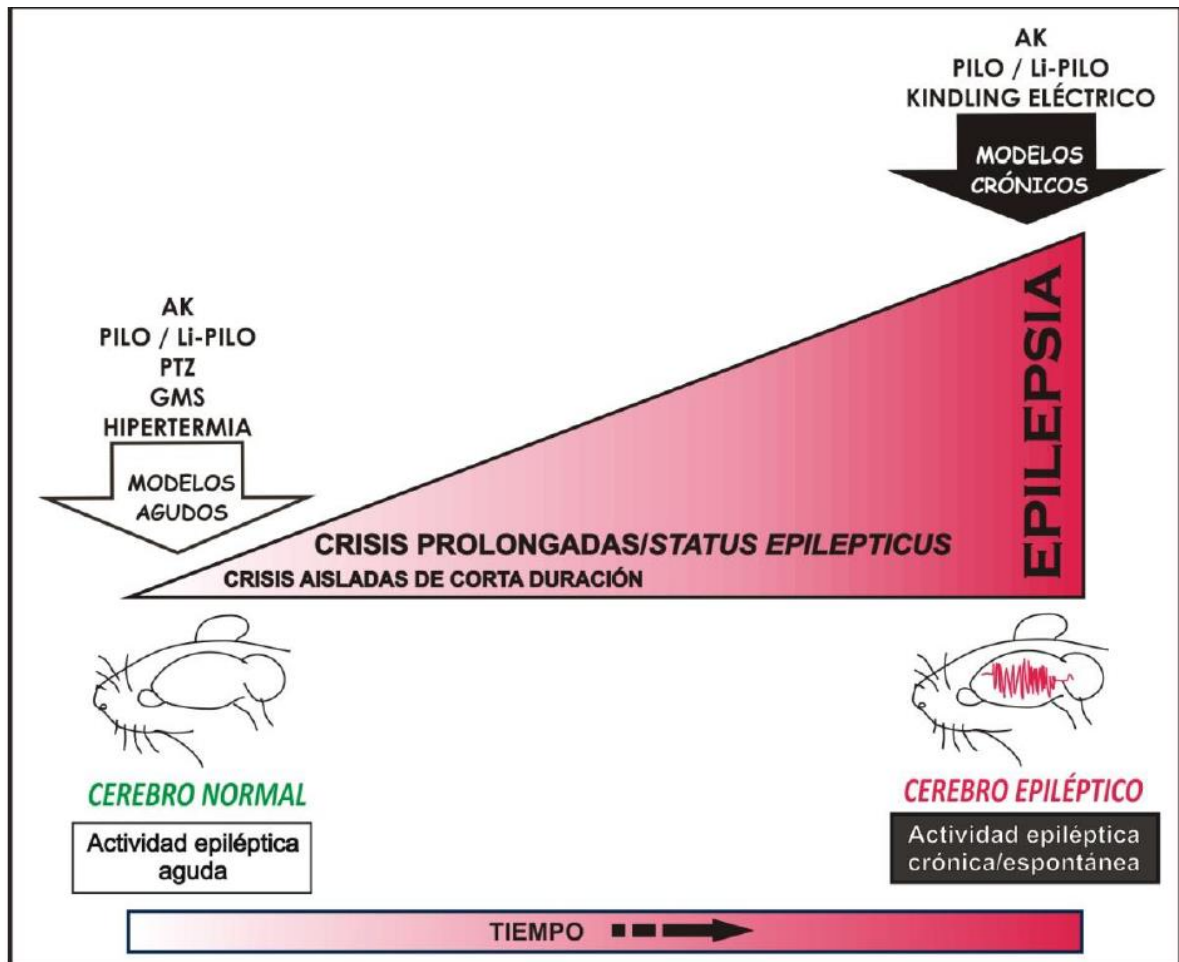 AK
PILO / Li-PILO
KINDLING ELÉCTRICO
MODELOS
CRÓNICOS
AK
PILO / Li-PILO
PTZ
GMS
HIPERTERMIA
MODELOS
AGUDOS
EPILEPSIA
CRISIS PROLONGADAS/STATUS EPILEPTICUS
CRISIS AISLADAS DE CORTA DURACIÓN
CEREBRO NORMAL
Actividad epiléptica
aguda
CEREBRO EPILÉPTICO
Actividad epiléptica
crónica/espontánea
TIEMPO